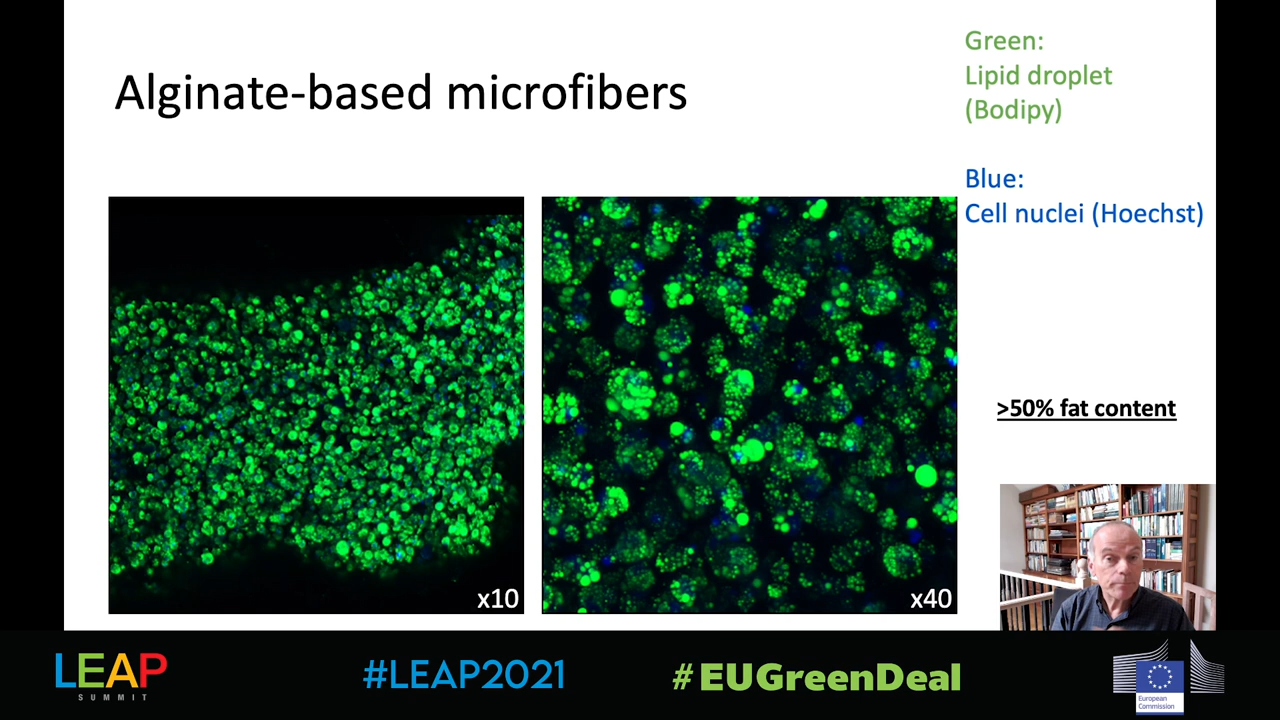 Alginate-based microfibers
Green:
Lipid droplet
(Bodipy)
Blue:
Cell nuclei (Hoechst)
>50% fat content
x10
x40
LEAP
SUMMIT
#LEAP2021
#EUGreenDeal
European
Commission